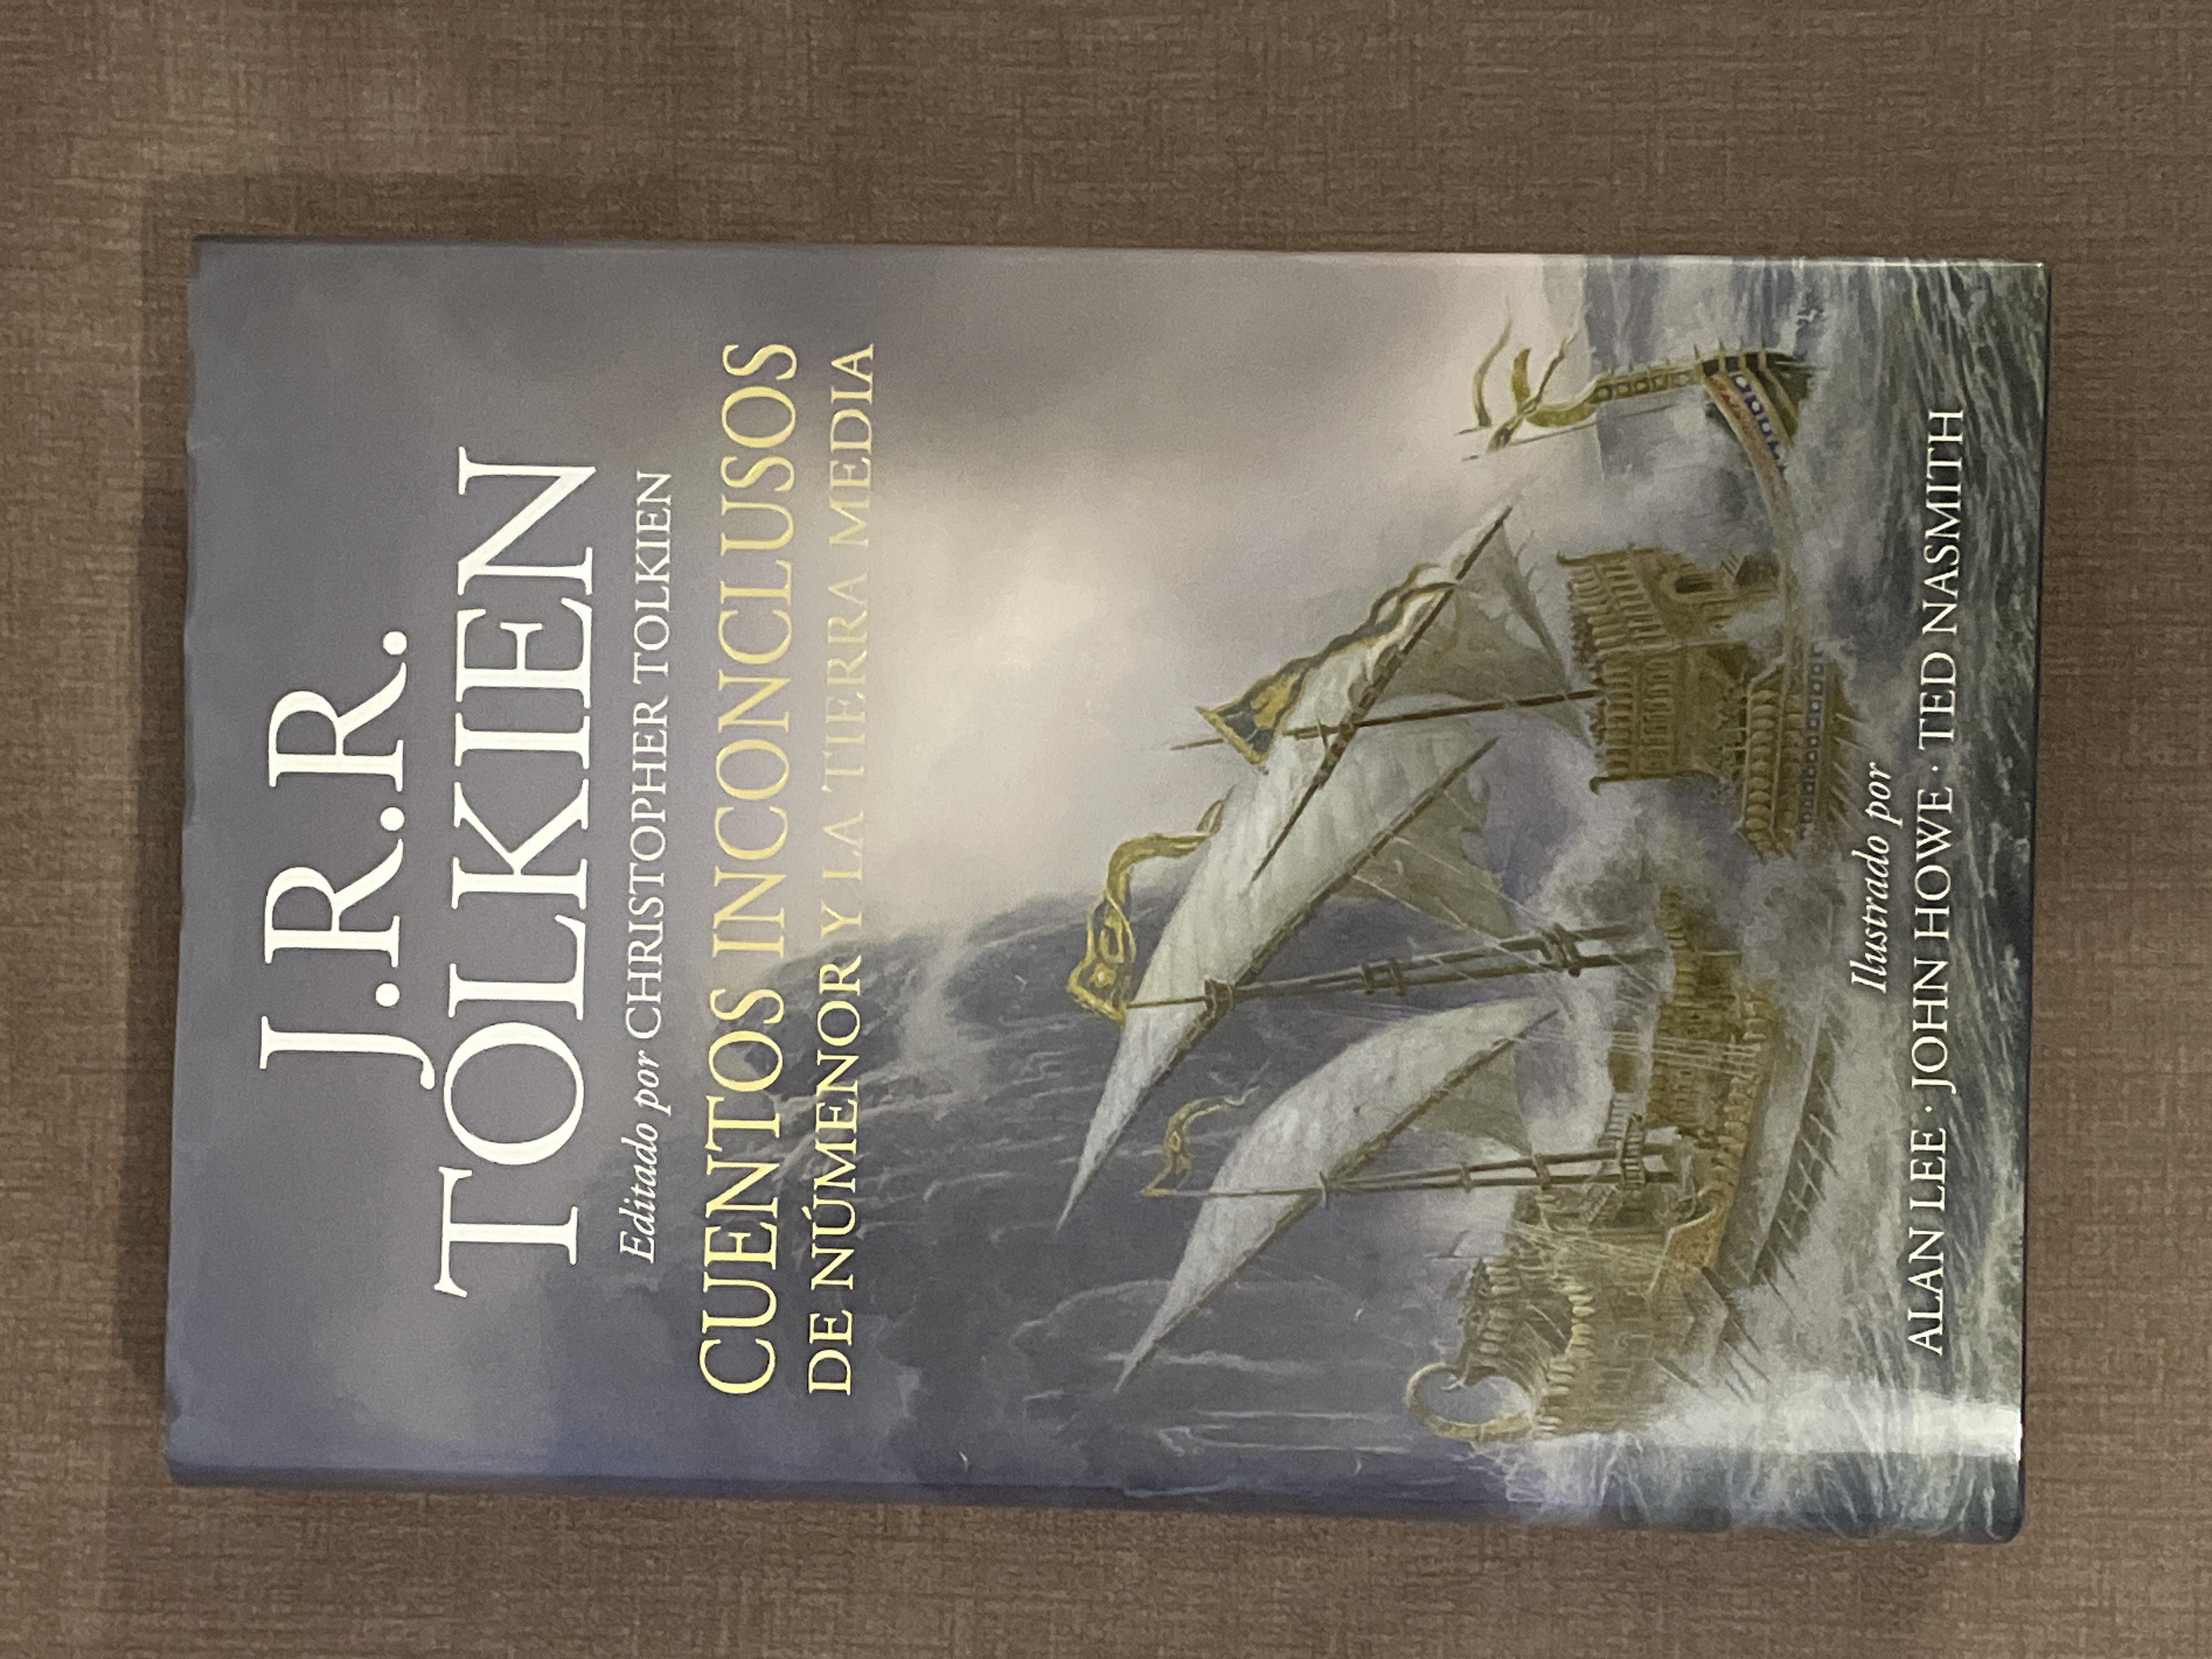 J.R.R.
TOLKIEN
Editado por CHRISTOPHER TOLKIEN
CUENTOS INCONCLUSOS
DE NÚMENOR Y LA TIERRA MEDIA
Ilustrado por
ALAN LEE · JOHN HOWE · TED NASMITH